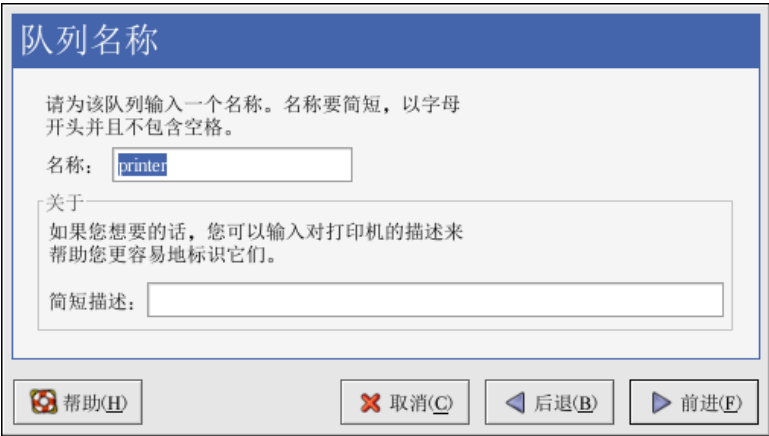 队列名称
请为该队列输入一个名称。名称要简短，以字母
开头并且不包含空格。
名称： printer
关于
如果您想要的话，您可以输入对打印机的描述来
帮助您更容易地标识它们。
简短描述：
帮助(H) 取消(C) 后退(B) 前进(F)